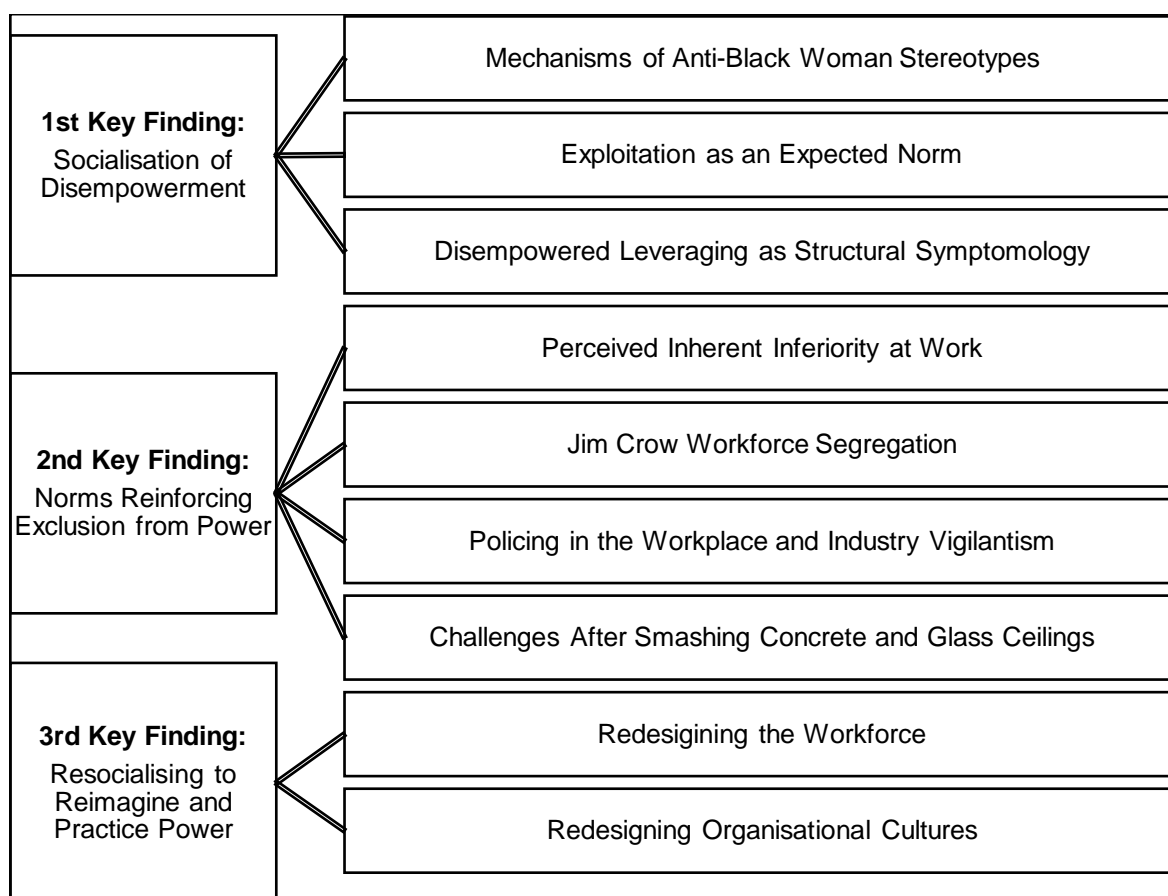 1st Key Finding:
Socialisation of
Disempowerment
Mechanisms of Anti-Black Woman Stereotypes
Exploitation as an Expected Norm
Disempowered Leveraging as Structural Symptomology
2nd Key Finding:
Norms Reinforcing
Exclusion from Power
Perceived Inherent Inferiority at Work
Jim Crow Workforce Segregation
Policing in the Workplace and Industry Vigilantism
Challenges After Smashing Concrete and Glass Ceilings
3rd Key Finding:
Resocialising to
Reimagine and
Practice Power
Redesigining the Workforce
Redesigning Organisational Cultures